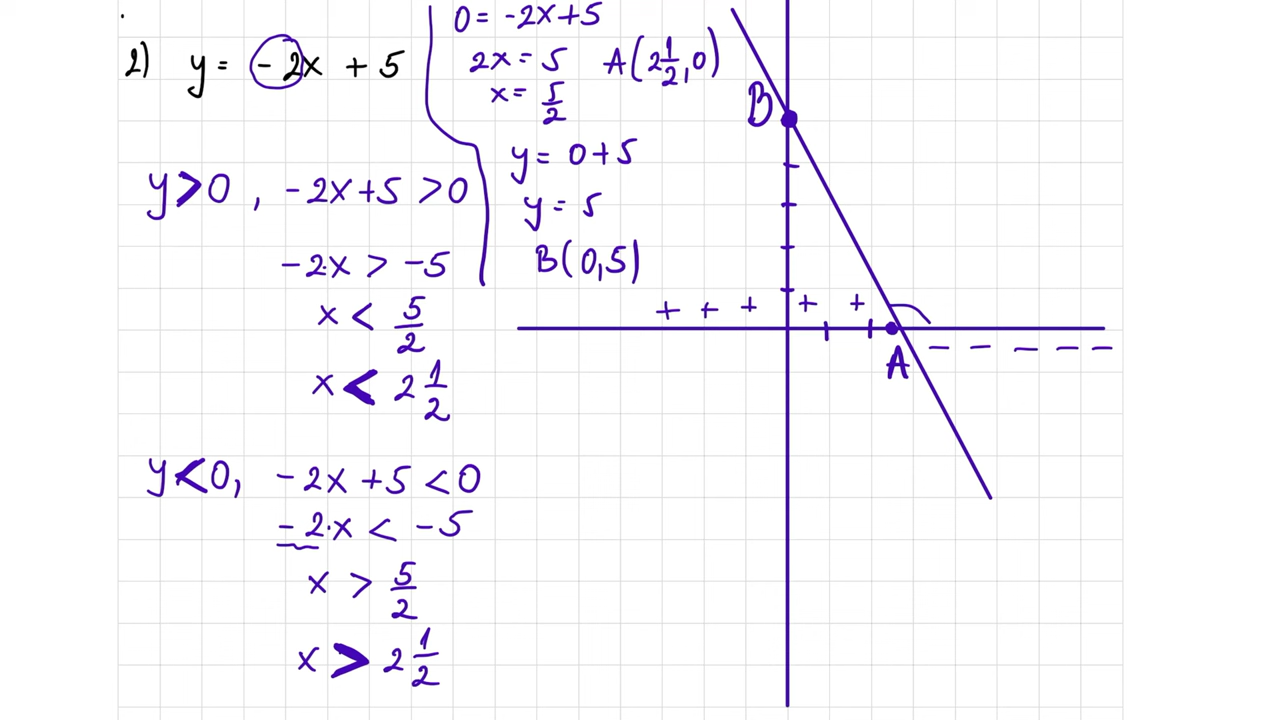 2) y = -2x + 5
0 = -2x+5
2x = 5
x = 5/2
A(2 1/2, 0)
y = 0+5
y = 5
B(0,5)
y>0, -2x+5 >0
-2·x > -5
x < 5/2
x < 2 1/2
y<0, -2x +5 <0
-2·x < -5
x > 5/2
x > 2 1/2
B
+ + + + +
A
- - - - -